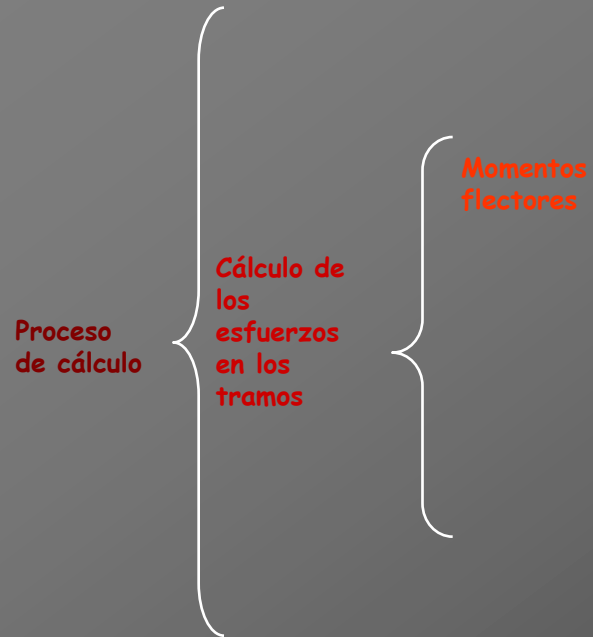 Proceso
de cálculo
Cálculo de
los
esfuerzos
en los
tramos
Momentos
flectores